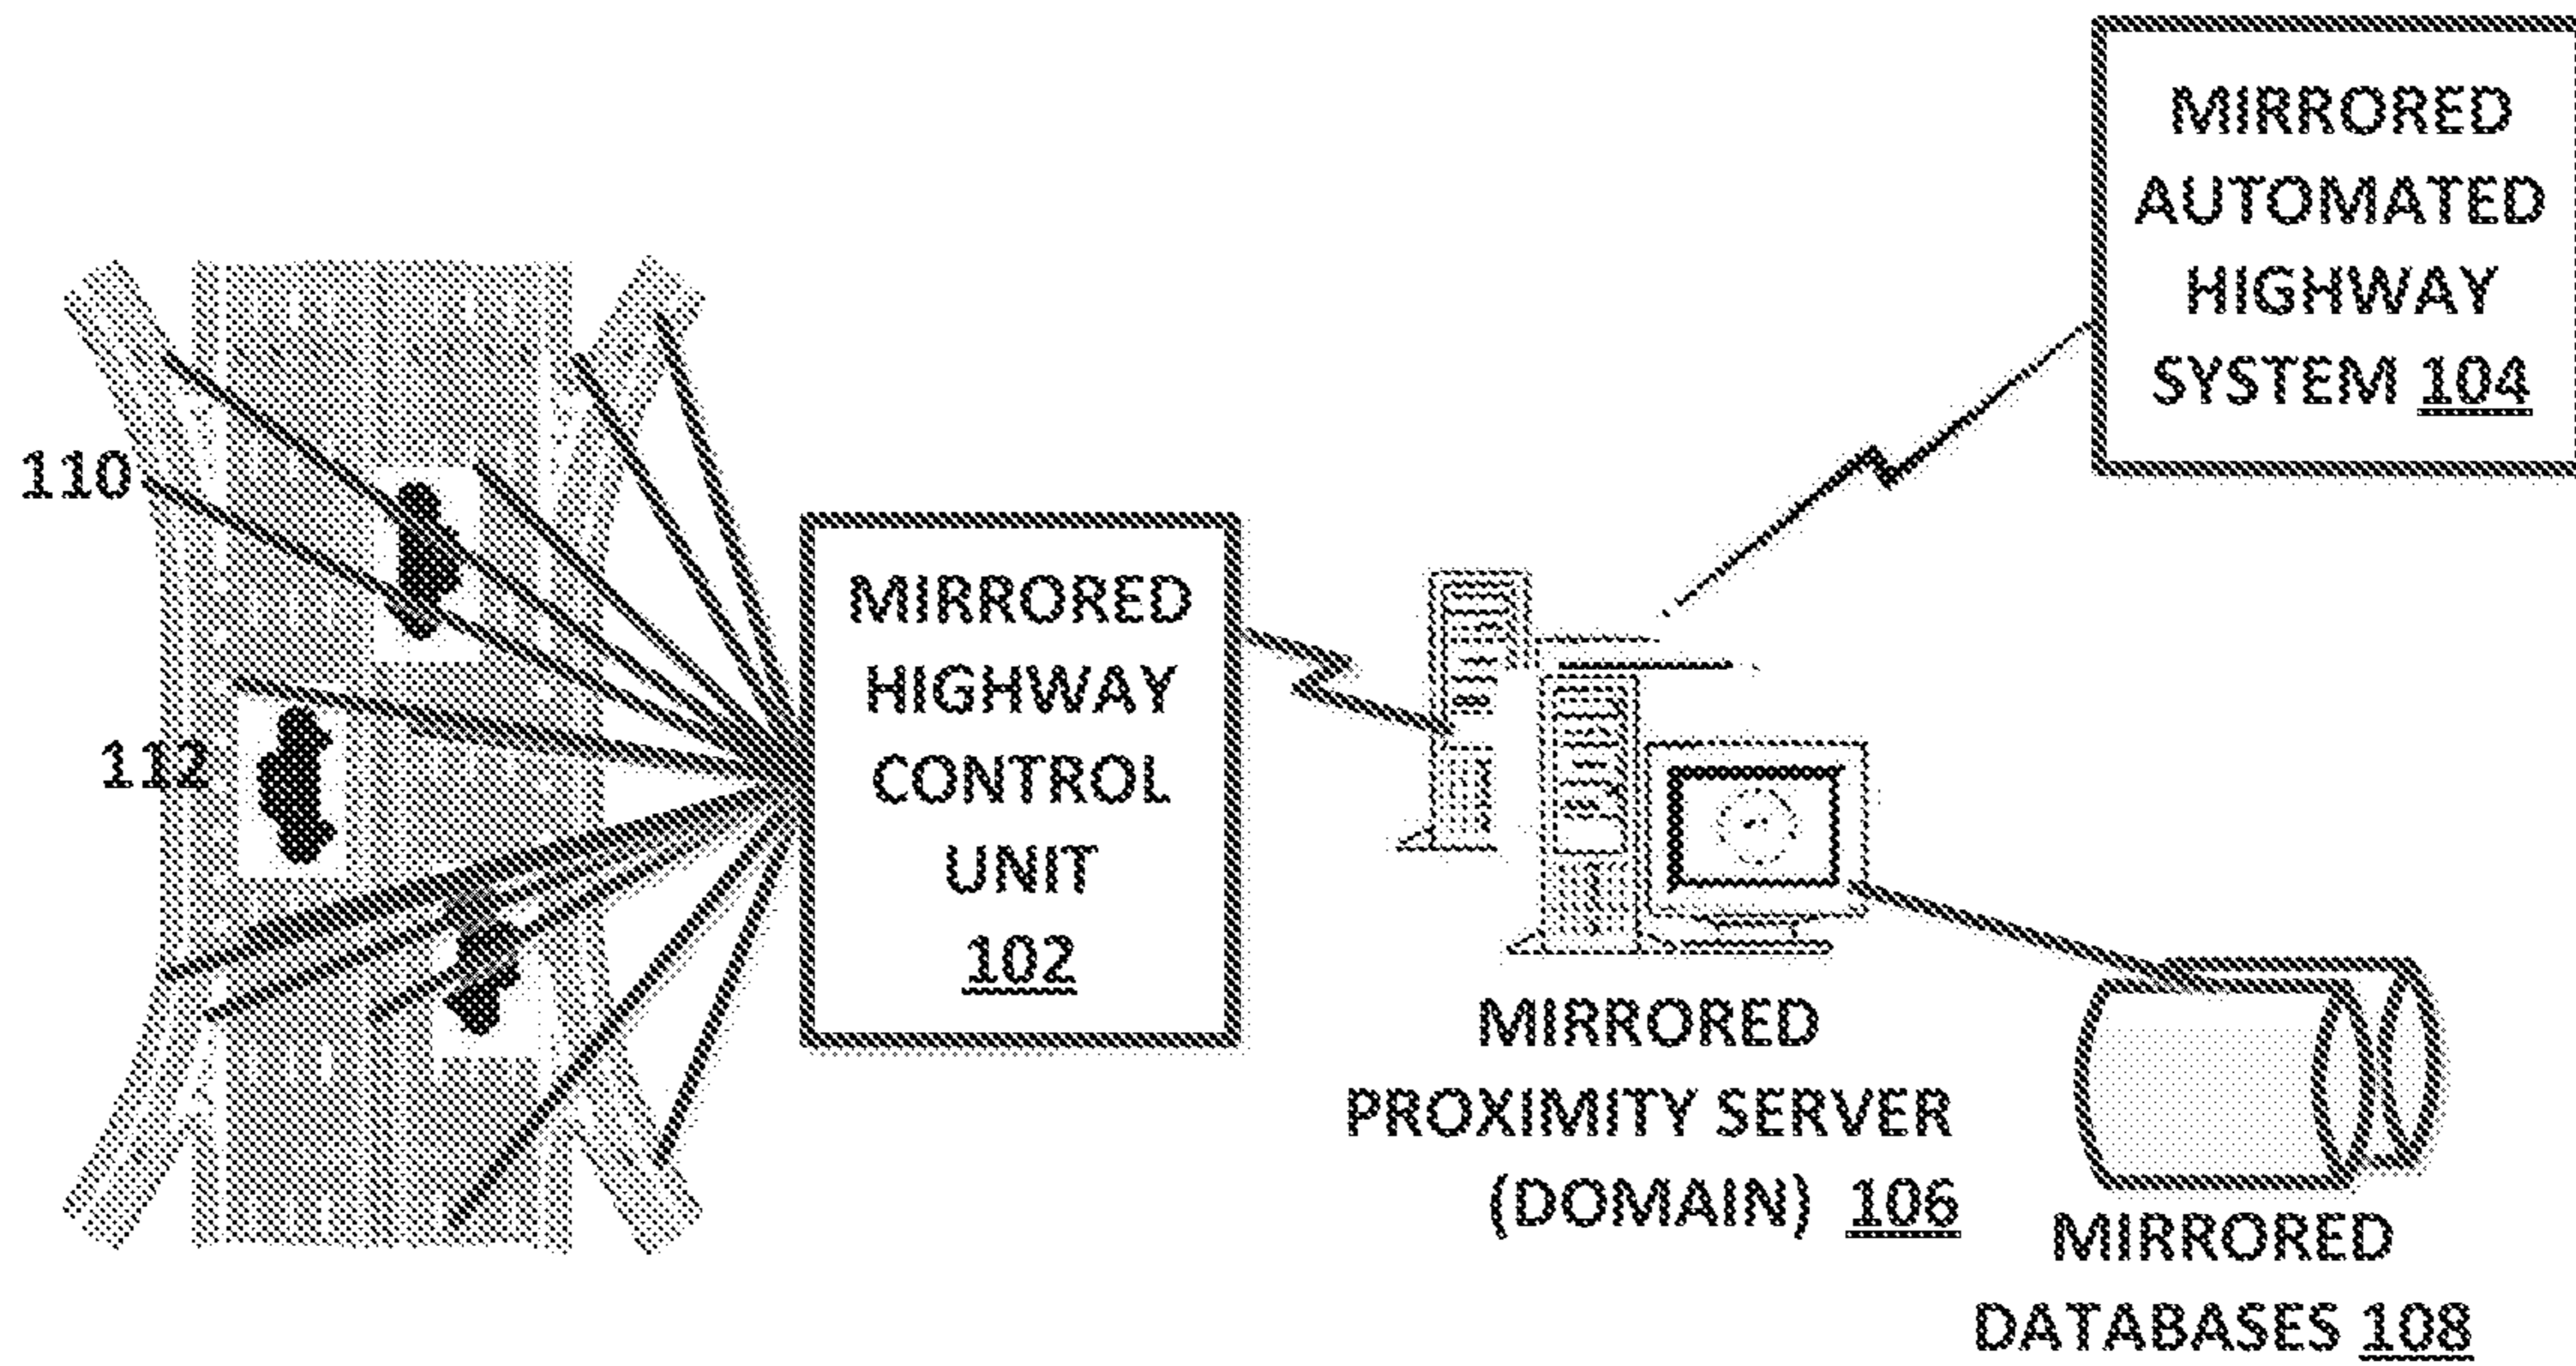 MIRRORED
AUTOMATED
HIGHWAY
SYSTEM 104
110
112
MIRRORED
HIGHWAY
CONTROL
UNIT
102
MIRRORED
PROXIMITY SERVER
(DOMAIN) 106
MIRRORED
DATABASES 108